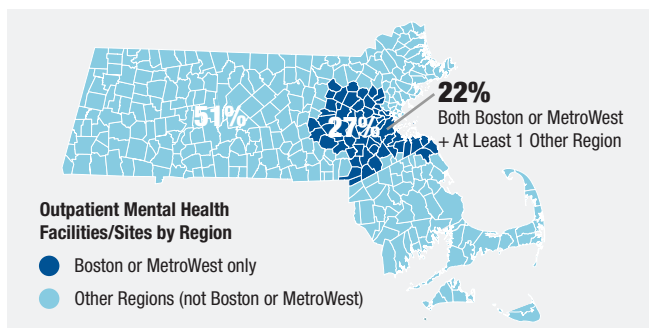 51%
27%
22%
Both Boston or MetroWest
+ At Least 1 Other Region
Outpatient Mental Health
Facilities/Sites by Region
Boston or MetroWest only
Other Regions (not Boston or MetroWest)